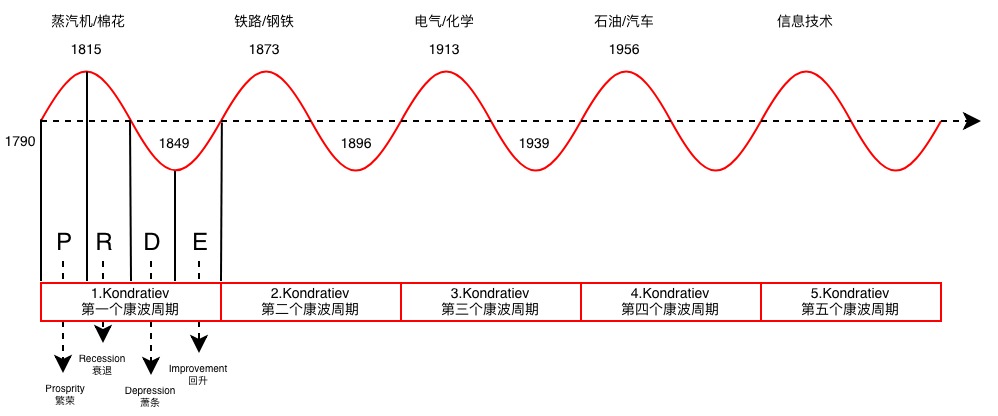 蒸汽机/棉花
铁路/钢铁
电气/化学
石油/汽车
信息技术
1815
1873
1913
1956
1790
1849
1896
1939
P
R
D
E
1.Kondratiev
第一个康波周期
2.Kondratiev
第二个康波周期
3.Kondratiev
第三个康波周期
4.Kondratiev
第四个康波周期
5.Kondratiev
第五个康波周期
Recession
衰退
Improvement
回升
Prosprity
繁荣
Depression
萧条